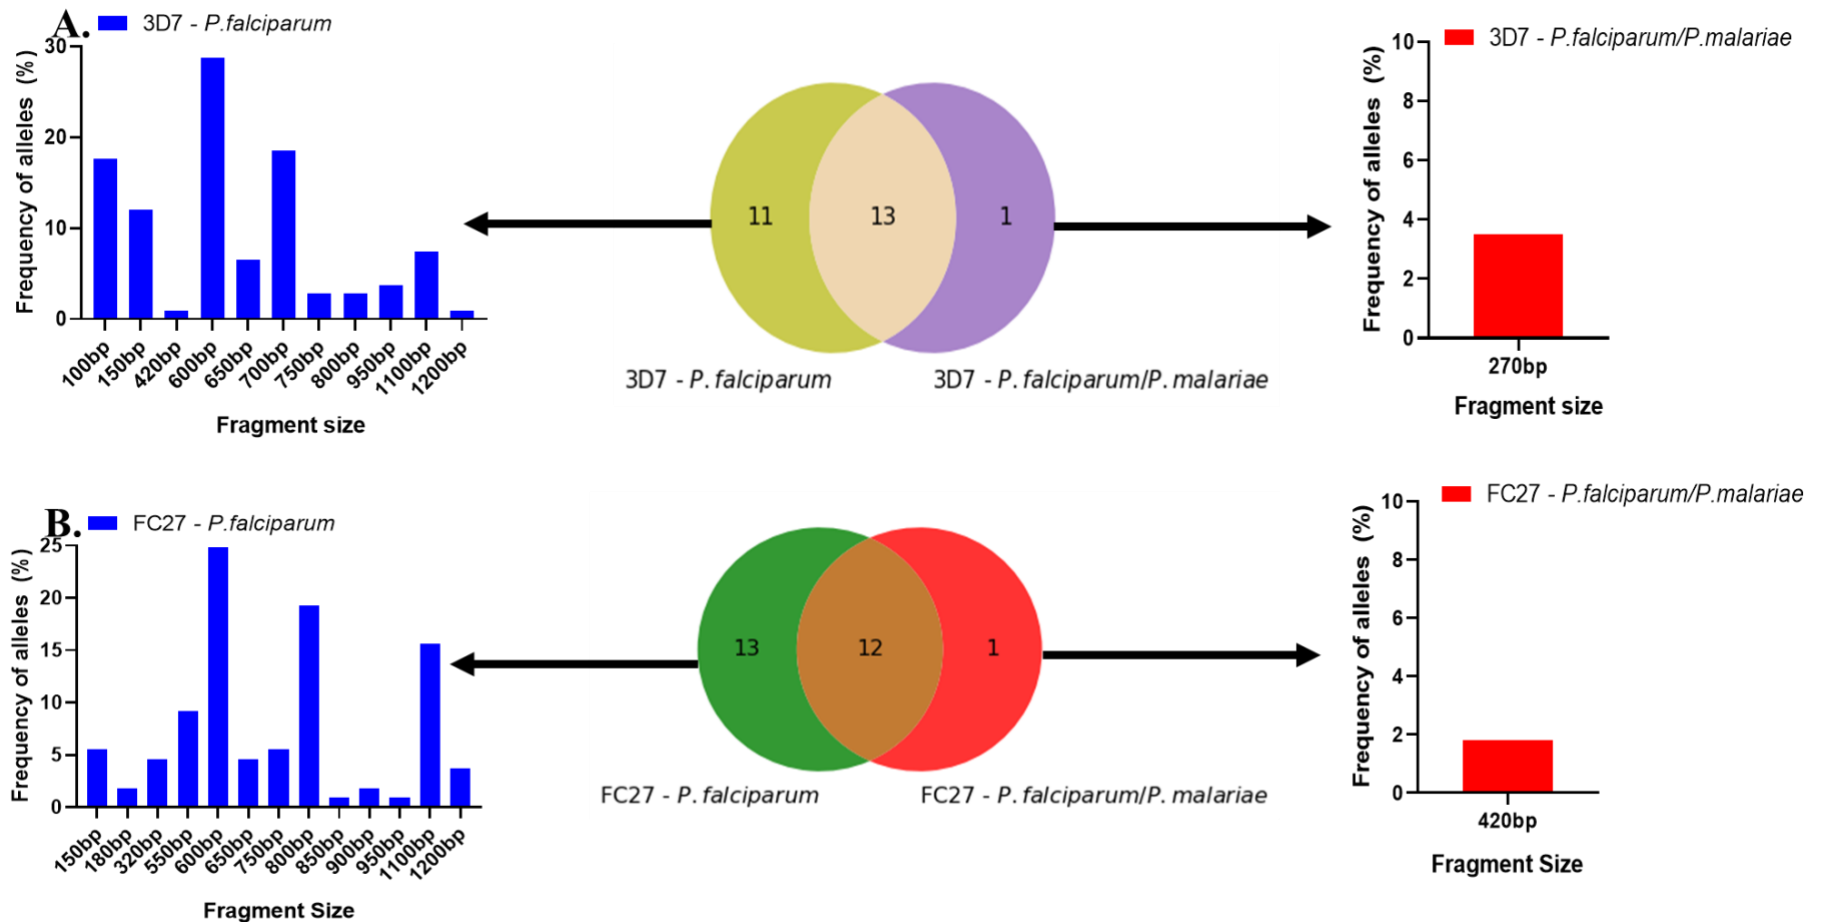 A.
3D7 - P.falciparum
Frequency of alleles (%)
30
20
10
0
100bp
150bp
420bp
600bp
650bp
700bp
750bp
800bp
950bp
1100bp
1200bp
Fragment size
11
13
1
3D7 - P. falciparum
3D7 - P. falciparum/P. malariae
3D7 - P.falciparum/P.malariae
Frequency of alleles (%)
10
8
6
4
2
0
270bp
Fragment size
B.
FC27 - P.falciparum
Frequency of alleles (%)
25
20
15
10
5
0
150bp
180bp
320bp
550bp
600bp
650bp
750bp
800bp
850bp
900bp
950bp
1100bp
1200bp
Fragment Size
13
12
1
FC27 - P. falciparum
FC27 - P. falciparum/P. malariae
FC27 - P.falciparum/P.malariae
Frequency of alleles (%)
10
8
6
4
2
0
420bp
Fragment Size